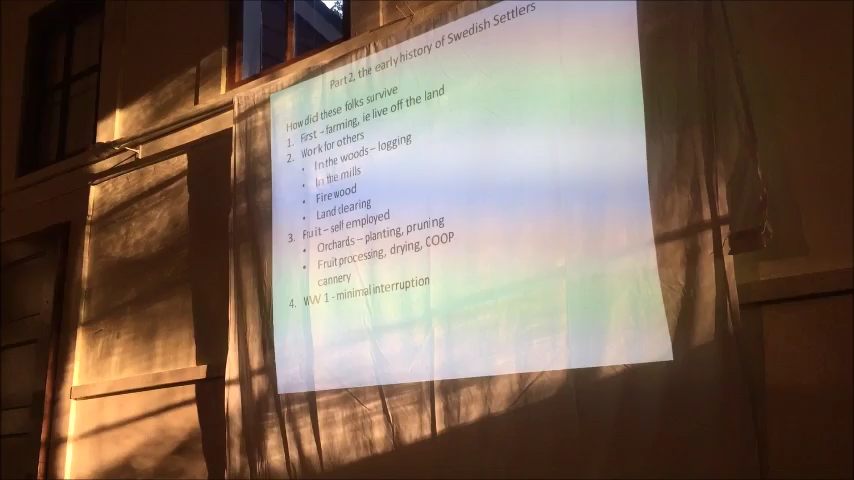 Part 2, the early history of Swedish Settlers
How did these folks survive
1. First – farming, ie live off the land
2. Work for others
• In the woods – logging
• In the mills
• Firewood
• Land clearing
3. Fruit – self employed
• Orchards – planting, pruning
• Fruit processing, drying, COOP
cannery
4. WW 1 - minimal interruption